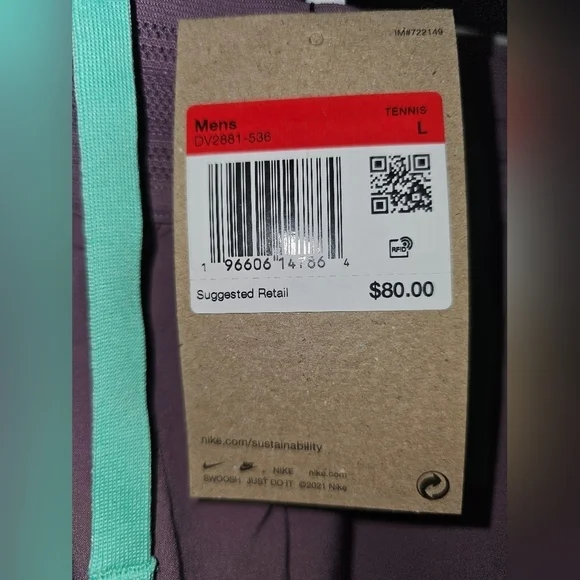 IM#722149
Mens TENNIS
DV2881-536 L
RFID
1 96606 14786 4
Suggested Retail $80.00
nike.com/sustainability
NIKE nike.com
SWOOSH JUST DO IT ©2021 Nike